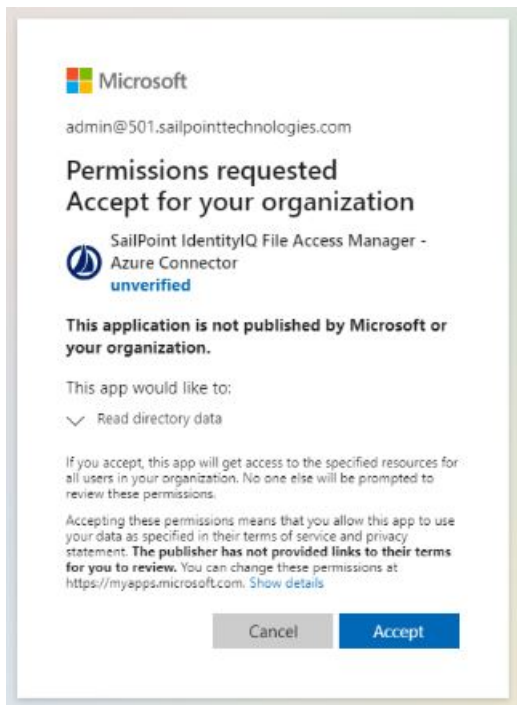 Microsoft
admin@501.sailpointtechnologies.com
Permissions requested
Accept for your organization
SailPoint IdentityIQ File Access Manager -
Azure Connector
unverified
This application is not published by Microsoft or
your organization.
This app would like to:
Read directory data
If you accept, this app will get access to the specified resources for
all users in your organization. No one else will be prompted to
review these permissions.
Accepting these permissions means that you allow this app to use
your data as specified in their terms of service and privacy
statement. The publisher has not provided links to their terms
for you to review. You can change these permissions at
https://myapps.microsoft.com. Show details
Cancel Accept